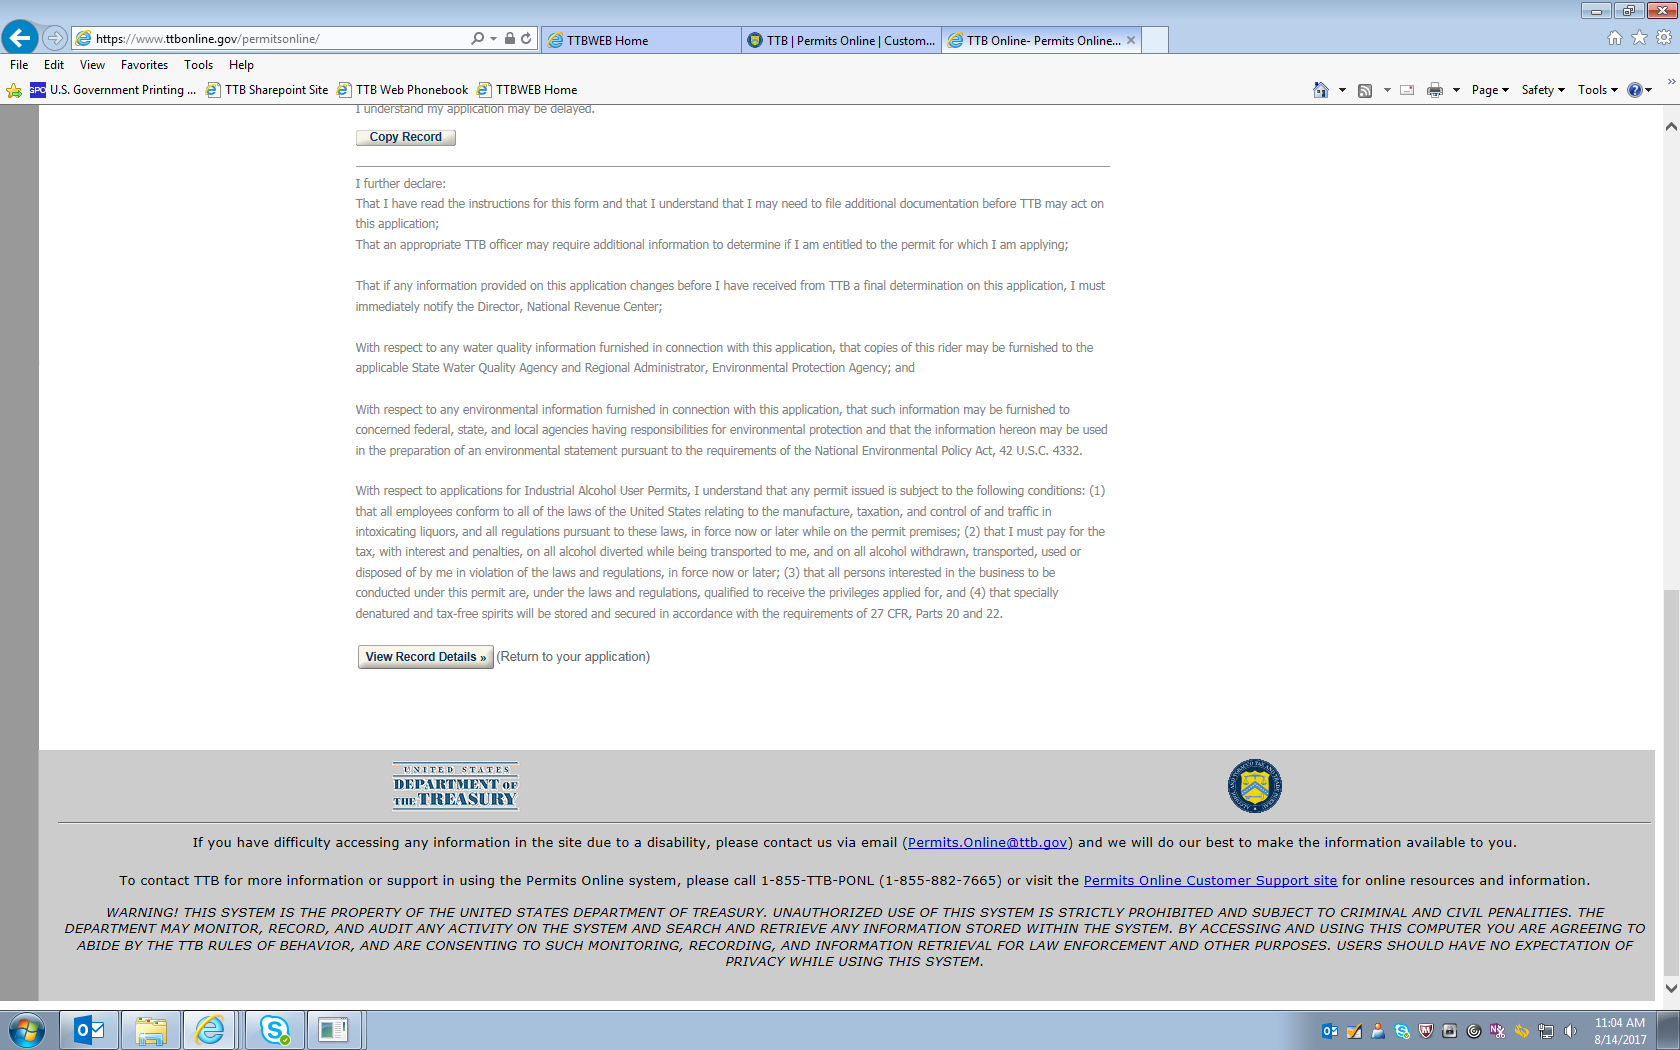 https://www.ttbonline.gov/permitsonline/
TTBWEB Home
TTB | Permits Online | Custom...
TTB Online- Permits Online...
File Edit View Favorites Tools Help
GPO U.S. Government Printing ... TTB Sharepoint Site TTB Web Phonebook TTBWEB Home
Page Safety Tools
I understand my application may be delayed.
Copy Record
I further declare:
That I have read the instructions for this form and that I understand that I may need to file additional documentation before TTB may act on
this application;
That an appropriate TTB officer may require additional information to determine if I am entitled to the permit for which I am applying;
That if any information provided on this application changes before I have received from TTB a final determination on this application, I must
immediately notify the Director, National Revenue Center;
With respect to any water quality information furnished in connection with this application, that copies of this rider may be furnished to the
applicable State Water Quality Agency and Regional Administrator, Environmental Protection Agency; and
With respect to any environmental information furnished in connection with this application, that such information may be furnished to
concerned federal, state, and local agencies having responsibilities for environmental protection and that the information hereon may be used
in the preparation of an environmental statement pursuant to the requirements of the National Environmental Policy Act, 42 U.S.C. 4332.
With respect to applications for Industrial Alcohol User Permits, I understand that any permit issued is subject to the following conditions: (1)
that all employees conform to all of the laws of the United States relating to the manufacture, taxation, and control of and traffic in
intoxicating liquors, and all regulations pursuant to these laws, in force now or later while on the permit premises; (2) that I must pay for the
tax, with interest and penalties, on all alcohol diverted while being transported to me, and on all alcohol withdrawn, transported, used or
disposed of by me in violation of the laws and regulations, in force now or later; (3) that all persons interested in the business to be
conducted under this permit are, under the laws and regulations, qualified to receive the privileges applied for, and (4) that specially
denatured and tax-free spirits will be stored and secured in accordance with the requirements of 27 CFR, Parts 20 and 22.
View Record Details » (Return to your application)
UNITED STATES
DEPARTMENT OF
THE TREASURY
If you have difficulty accessing any information in the site due to a disability, please contact us via email (Permits.Online@ttb.gov) and we will do our best to make the information available to you.
To contact TTB for more information or support in using the Permits Online system, please call 1-855-TTB-PONL (1-855-882-7665) or visit the Permits Online Customer Support site for online resources and information.
WARNING! THIS SYSTEM IS THE PROPERTY OF THE UNITED STATES DEPARTMENT OF TREASURY. UNAUTHORIZED USE OF THIS SYSTEM IS STRICTLY PROHIBITED AND SUBJECT TO CRIMINAL AND CIVIL PENALITIES. THE
DEPARTMENT MAY MONITOR, RECORD, AND AUDIT ANY ACTIVITY ON THE SYSTEM AND SEARCH AND RETRIEVE ANY INFORMATION STORED WITHIN THE SYSTEM. BY ACCESSING AND USING THIS COMPUTER YOU ARE AGREEING TO
ABIDE BY THE TTB RULES OF BEHAVIOR, AND ARE CONSENTING TO SUCH MONITORING, RECORDING, AND INFORMATION RETRIEVAL FOR LAW ENFORCEMENT AND OTHER PURPOSES. USERS SHOULD HAVE NO EXPECTATION OF
PRIVACY WHILE USING THIS SYSTEM.
11:04 AM
8/14/2017